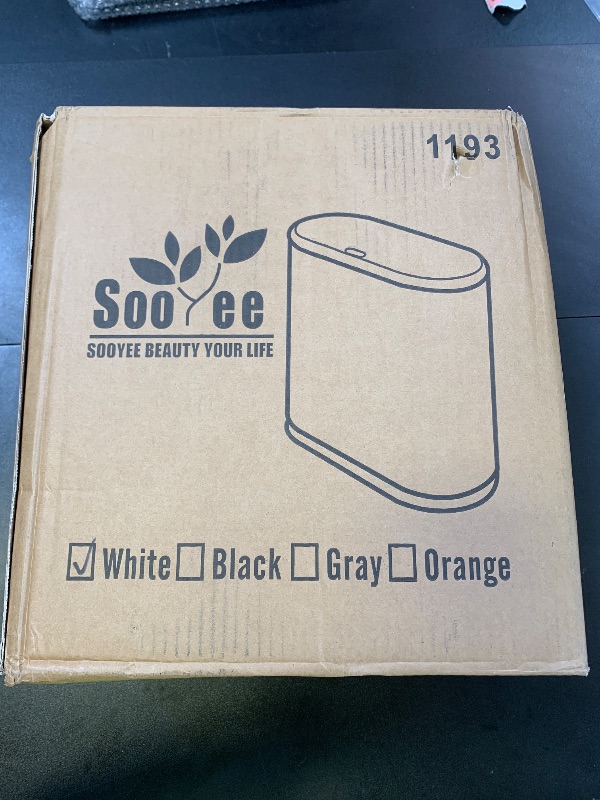 1193
SooYee
SOOYEE BEAUTY YOUR LIFE
☑White ☐Black ☐Gray ☐Orange